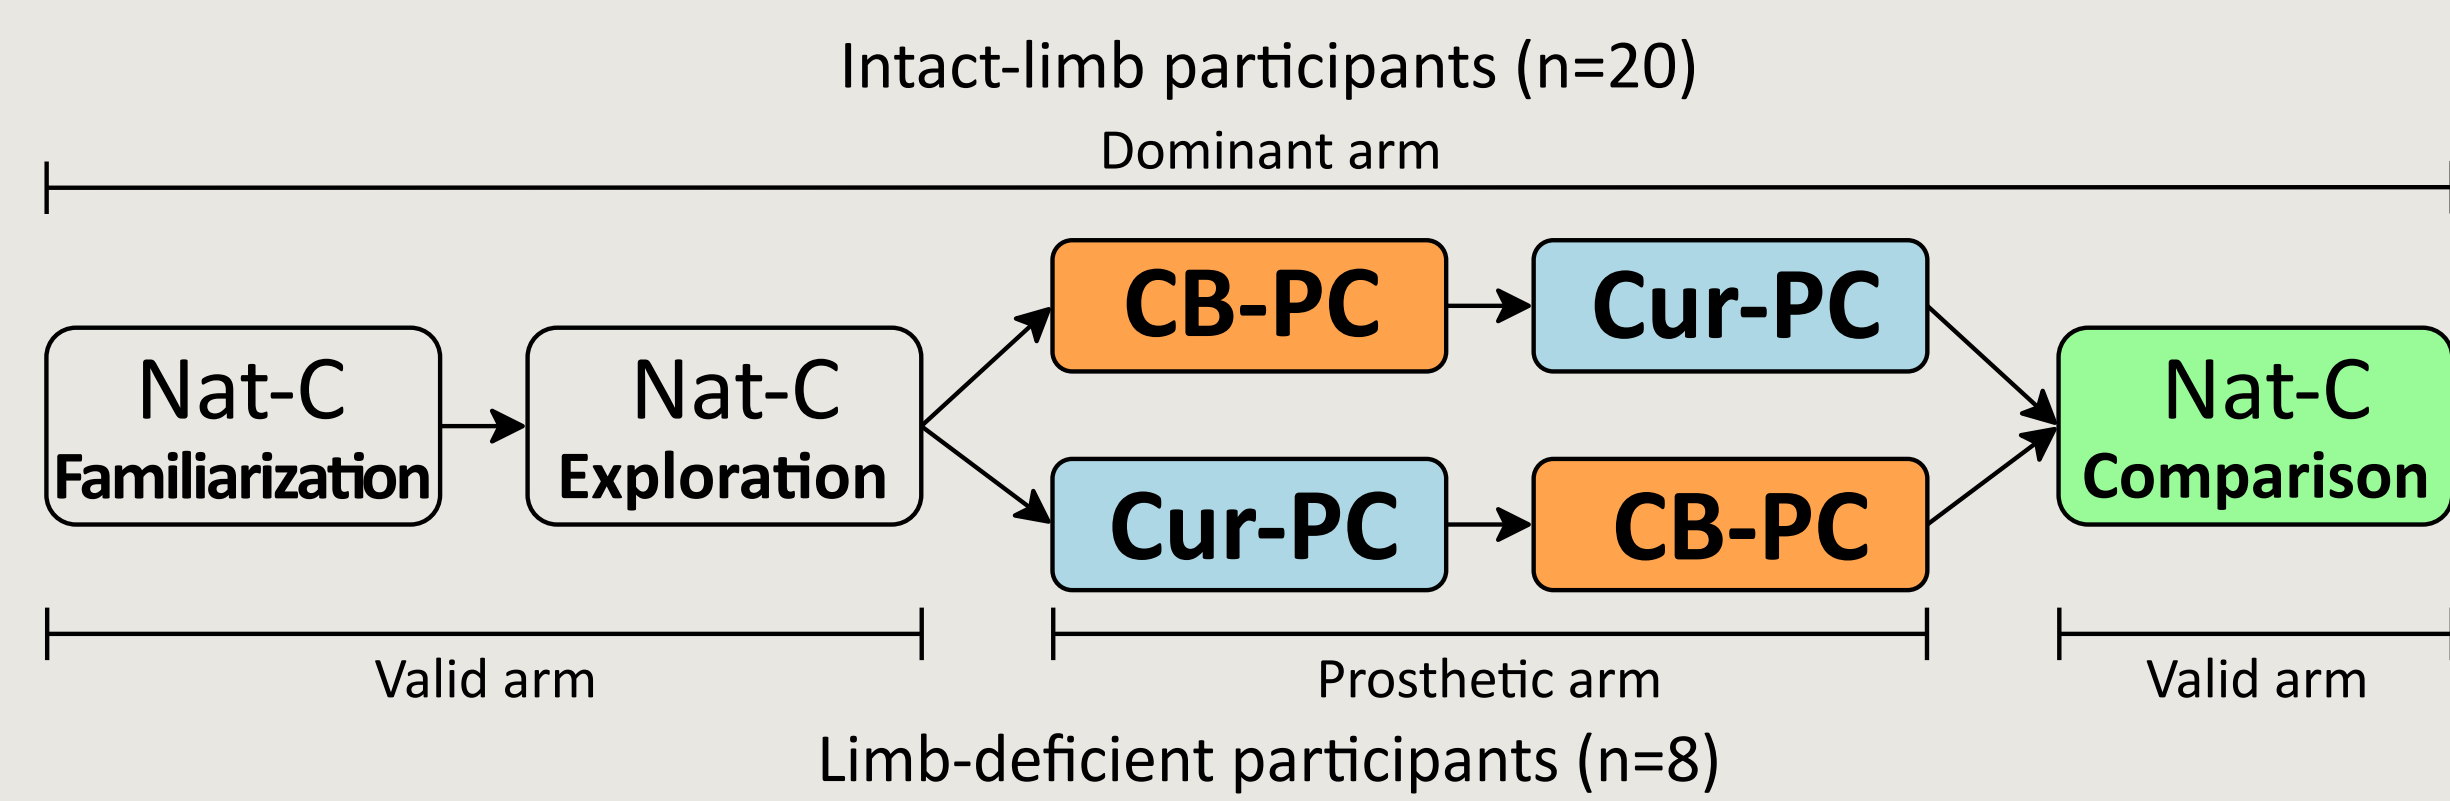 Intact-limb participants (n=20)
Dominant arm
Nat-C
Familiarization
Nat-C
Exploration
CB-PC
Cur-PC
Cur-PC
CB-PC
Nat-C
Comparison
Valid arm
Prosthetic arm
Valid arm
Limb-deficient participants (n=8)